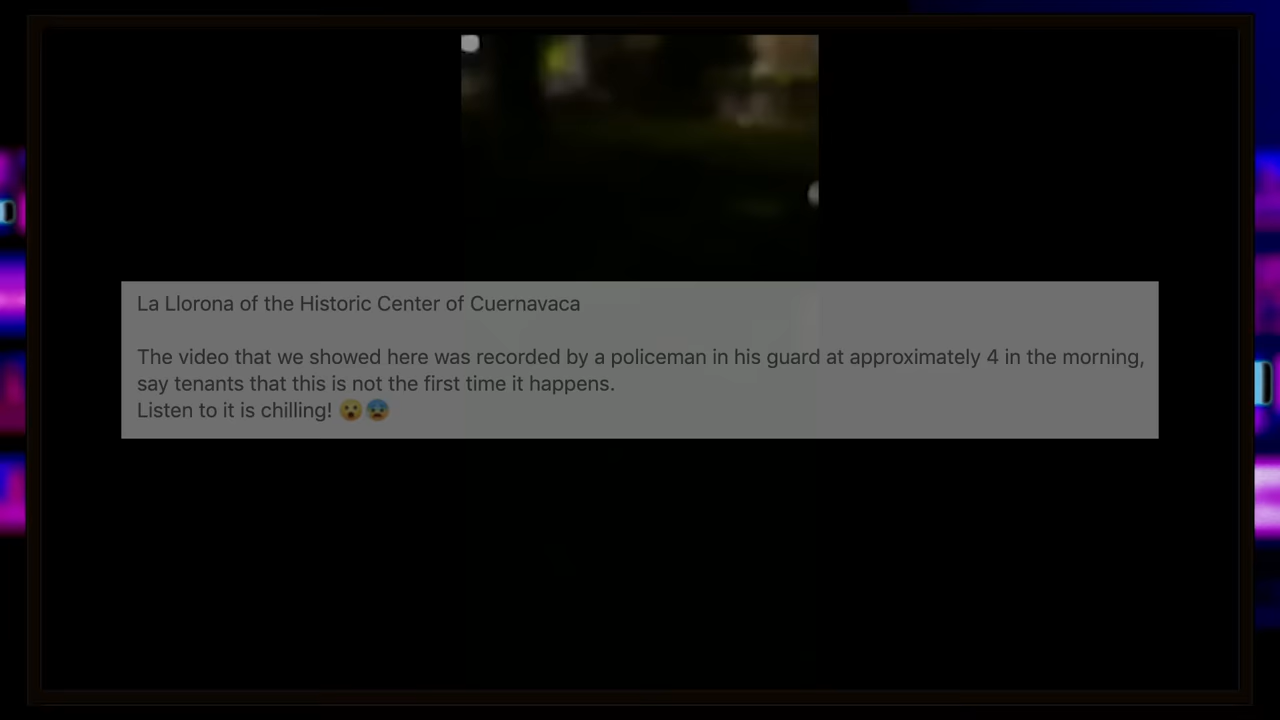 La Llorona of the Historic Center of Cuernavaca
The video that we showed here was recorded by a policeman in his guard at approximately 4 in the morning,
say tenants that this is not the first time it happens.
Listen to it is chilling! 😮😰